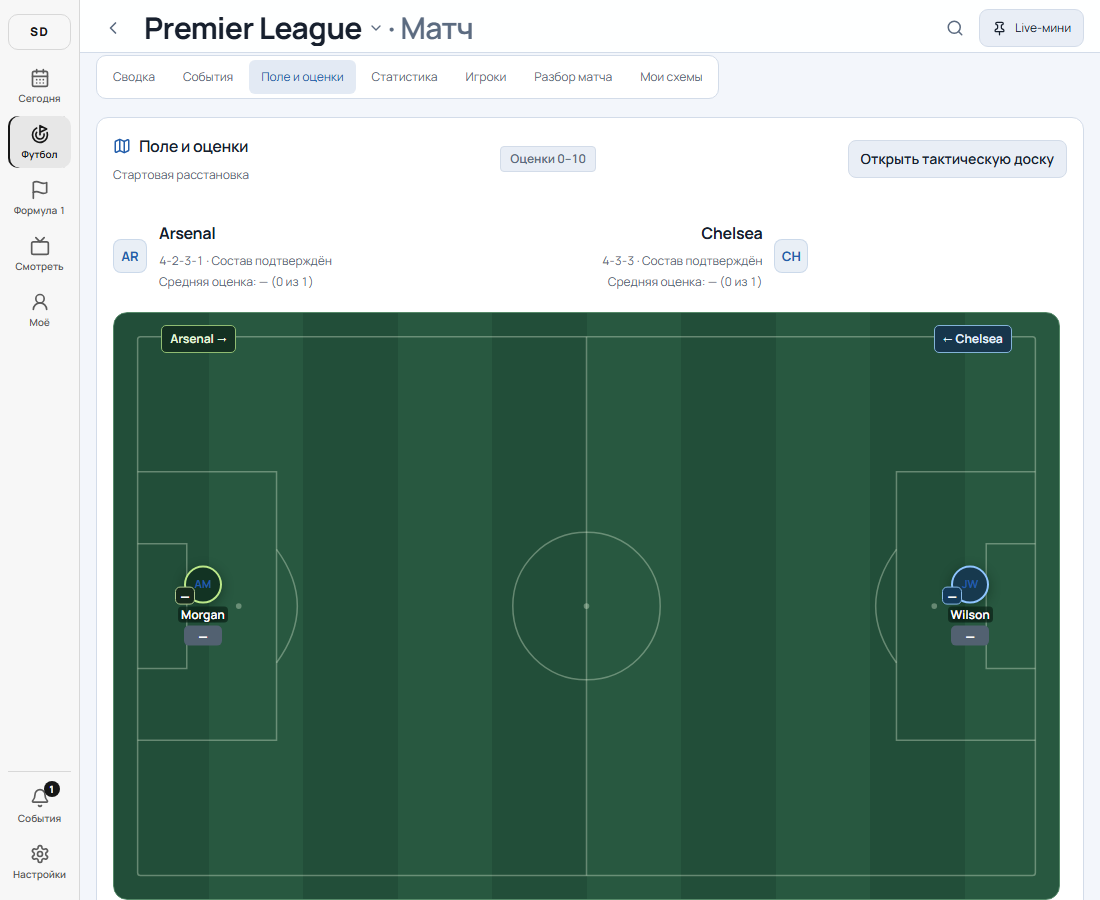 SD
Сегодня
Футбол
Формула 1
Смотреть
Моё
1
События
Настройки
Premier League · Матч
Live-мини
Сводка События Поле и оценки Статистика Игроки Разбор матча Мои схемы
Поле и оценки
Стартовая расстановка
Оценки 0–10
Открыть тактическую доску
AR
Arsenal
4-2-3-1 · Состав подтверждён
Средняя оценка: — (0 из 1)
Chelsea
4-3-3 · Состав подтверждён
Средняя оценка: — (0 из 1)
CH
Arsenal →
← Chelsea
AM
–
Morgan
–
JW
–
Wilson
–